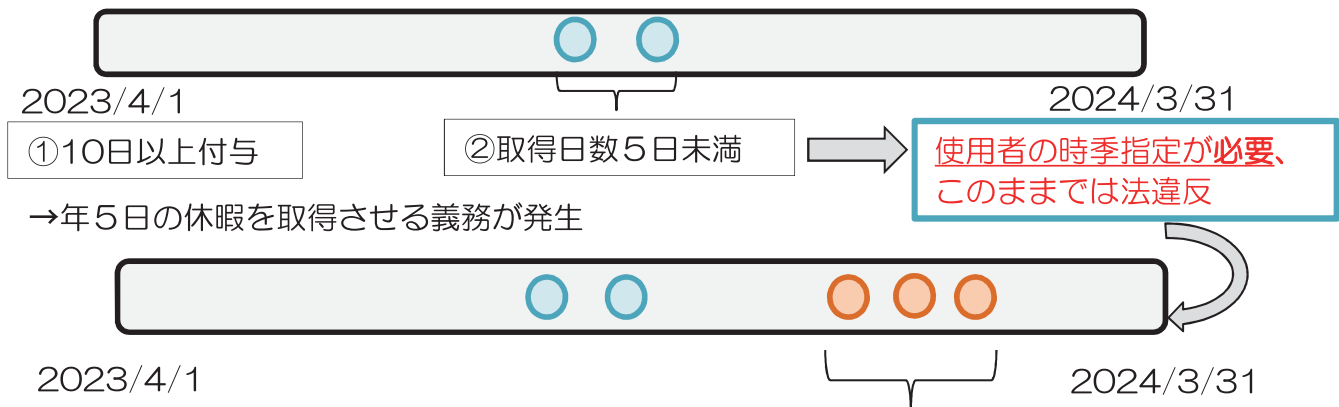 2023/4/1
2024/3/31
①10日以上付与
②取得日数５日未満
使用者の時季指定が必要、
このままでは法違反
→年５日の休暇を取得させる義務が発生
2023/4/1
2024/3/31